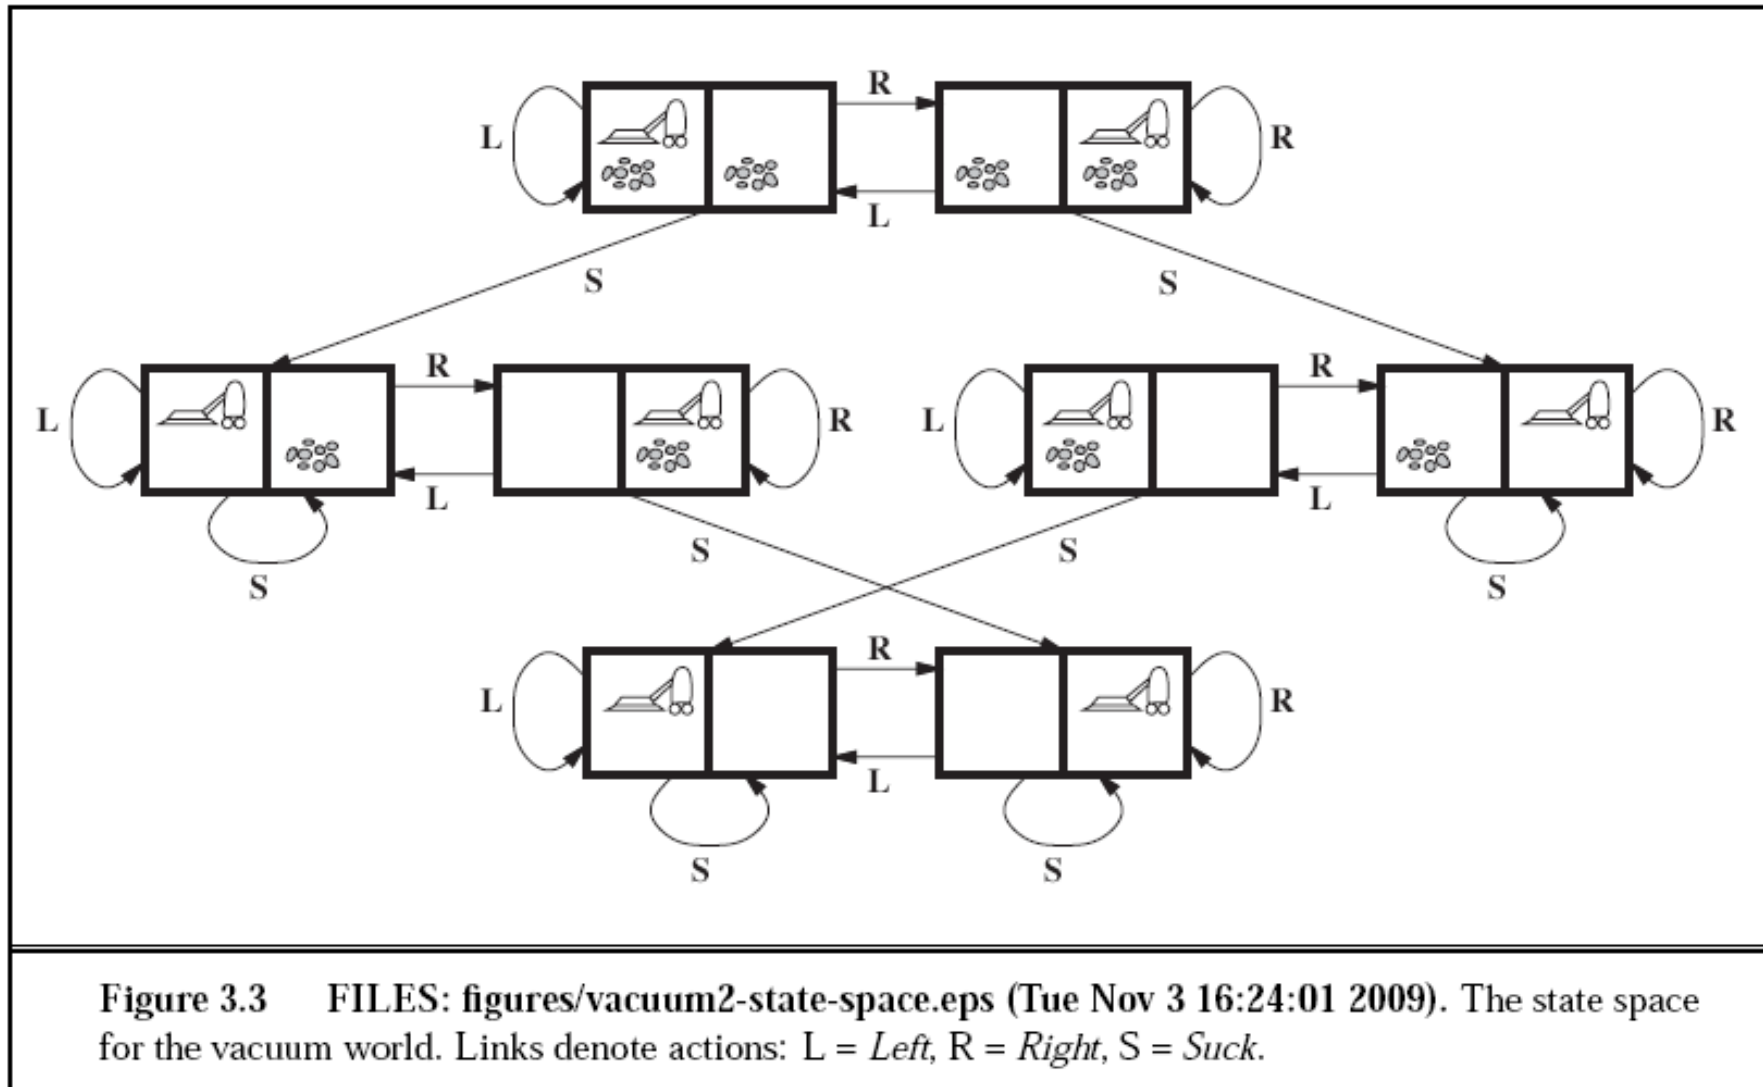 R
L R
L
S S
R R
L R L R
L L
S S
S S
R
L R
L
S S
Figure 3.3 FILES: figures/vacuum2-state-space.eps (Tue Nov 3 16:24:01 2009). The state space
for the vacuum world. Links denote actions: L = Left, R = Right, S = Suck.